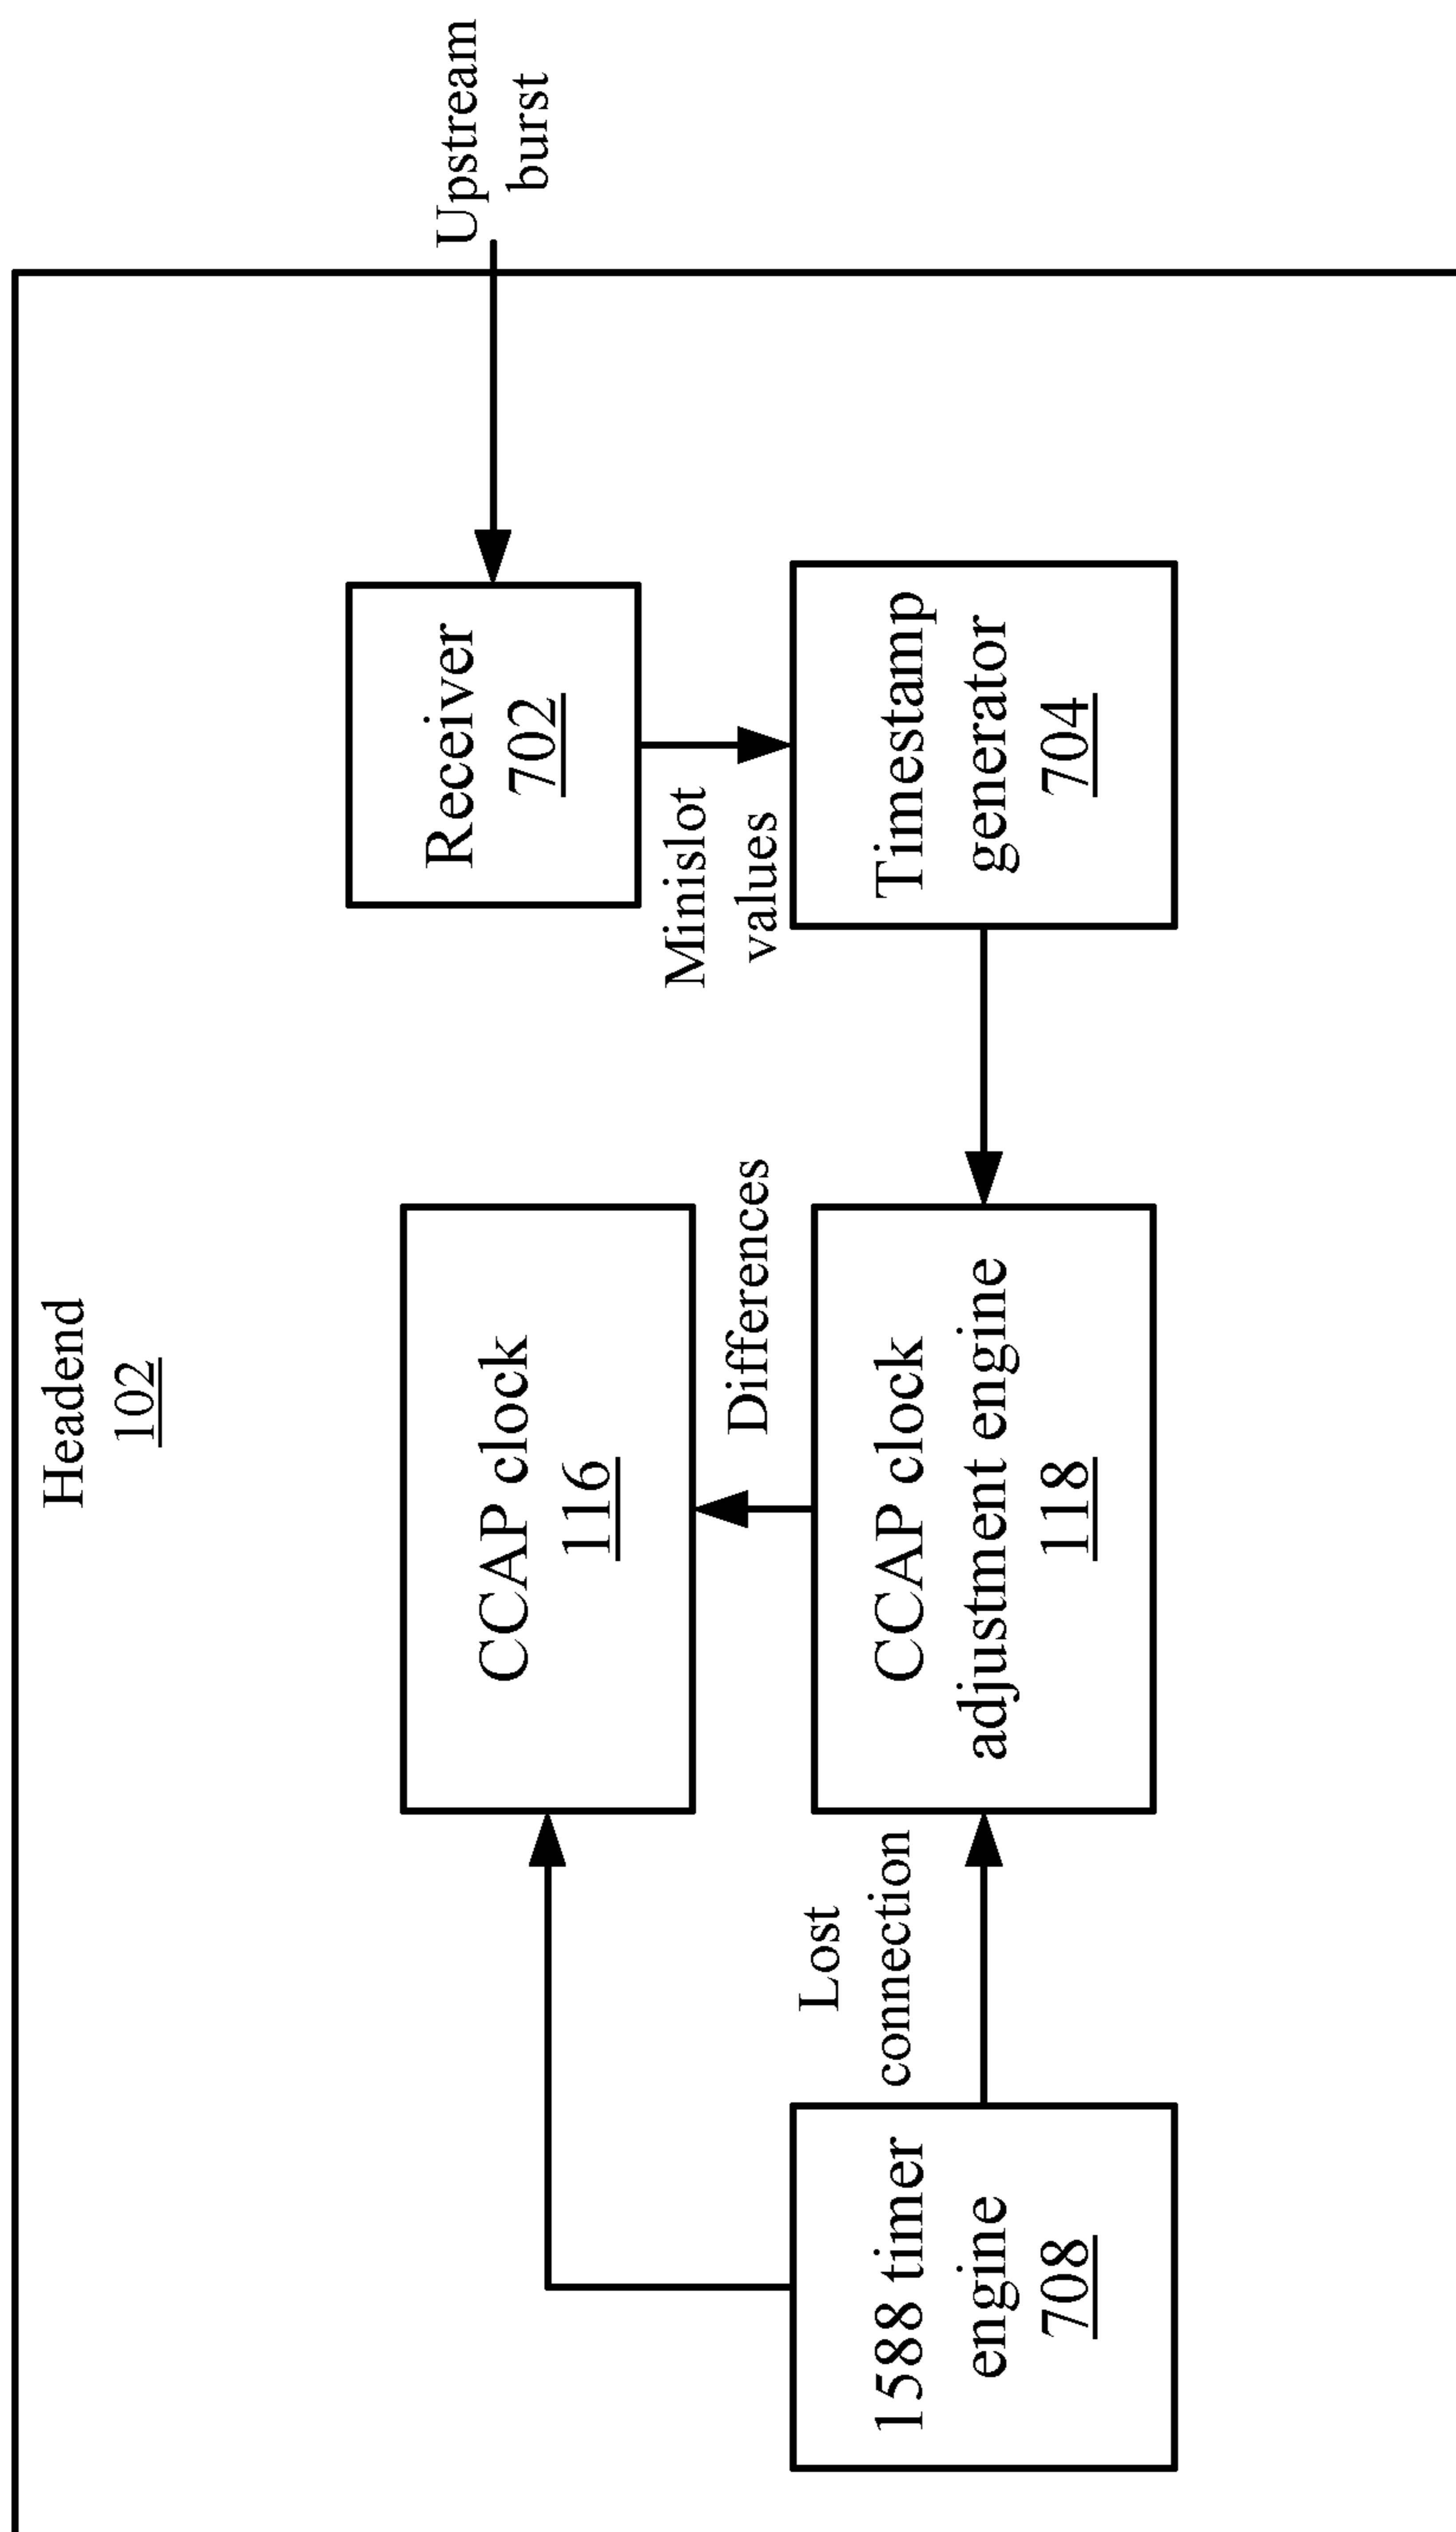 Headend
102
1588 timer
engine
708
Lost
connection
CCAP clock
116
Differences
CCAP clock
adjustment engine
118
Receiver
702
Minislot
values
Timestamp
generator
704
Upstream
burst